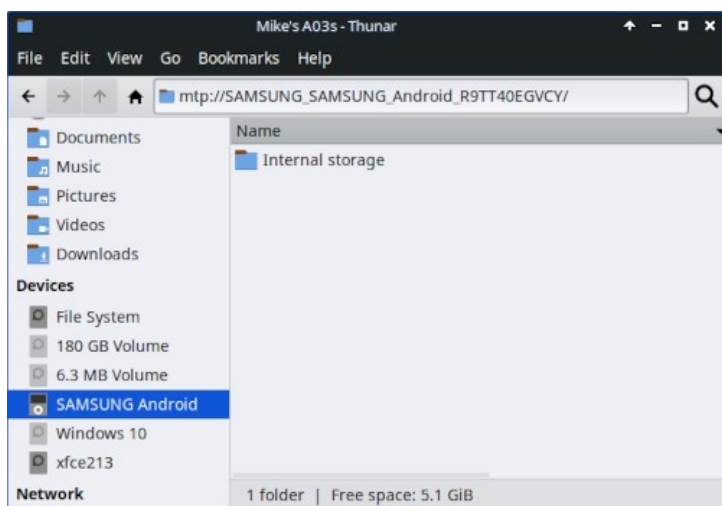 Mike's A03s - Thunar
File Edit View Go Bookmarks Help
mtp://SAMSUNG_SAMSUNG_Android_R9TT40EGVCY/
Documents
Music
Pictures
Videos
Downloads
Devices
File System
180 GB Volume
6.3 MB Volume
SAMSUNG Android
Windows 10
xfce213
Network
Name
Internal storage
1 folder | Free space: 5.1 GiB